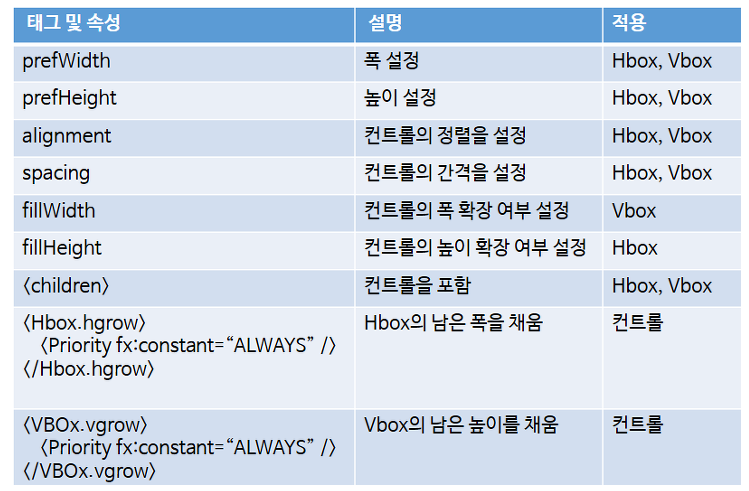 태그 및 속성 설명 적용
prefWidth 폭 설정 Hbox, Vbox
prefHeight 높이 설정 Hbox, Vbox
alignment 컨트롤의 정렬을 설정 Hbox, Vbox
spacing 컨트롤의 간격을 설정 Hbox, Vbox
fillWidth 컨트롤의 폭 확장 여부 설정 Vbox
fillHeight 컨트롤의 높이 확장 여부 설정 Hbox
<children> 컨트롤을 포함 Hbox, Vbox
<Hbox.hgrow> Hbox의 남은 폭을 채움 컨트롤
<Priority fx:constant=“ALWAYS” />
</Hbox.hgrow>
<VBOx.vgrow> Vbox의 남은 높이를 채움 컨트롤
<Priority fx:constant=“ALWAYS” />
</VBOx.vgrow>